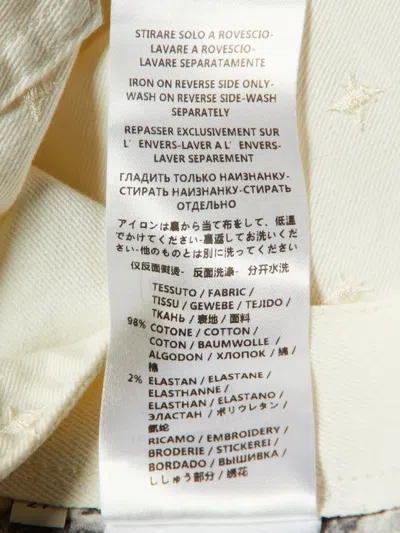 STIRARE SOLO A ROVESCIO-
LAVARE A ROVESCIO-
LAVARE SEPARATAMENTE
IRON ON REVERSE SIDE ONLY-
WASH ON REVERSE SIDE-WASH
SEPARATELY
REPASSER EXCLUSIVEMENT SUR
L' ENVERS-LAVER A L' ENVERS-
LAVER SEPAREMENT
ГЛАДИТЬ ТОЛЬКО НАИЗНАНКУ-
СТИРАТЬ НАИЗНАНКУ-СТИРАТЬ
ОТДЕЛЬНО
アイロンは裏から当て布をして、低温
でかけてください-裏返してお洗いくだ
さい-他のものとは別に洗ってください
仅反面熨烫- 反面洗涤- 分开水洗
TESSUTO / FABRIC /
TISSU / GEWEBE / TEJIDO /
ТКАНЬ / 表地 / 面料
98% COTONE / COTTON /
COTON / BAUMWOLLE /
ALGODON / ХЛОПОК / 綿 /
棉
2% ELASTAN / ELASTANE /
ELASTHANNE /
ELASTHAN / ELASTANO /
ЭЛАСТАН / ポリウレタン /
氨纶
RICAMO / EMBROIDERY /
BRODERIE / STICKEREI /
BORDADO / ВЫШИВКА /
ししゅう部分 / 绣花